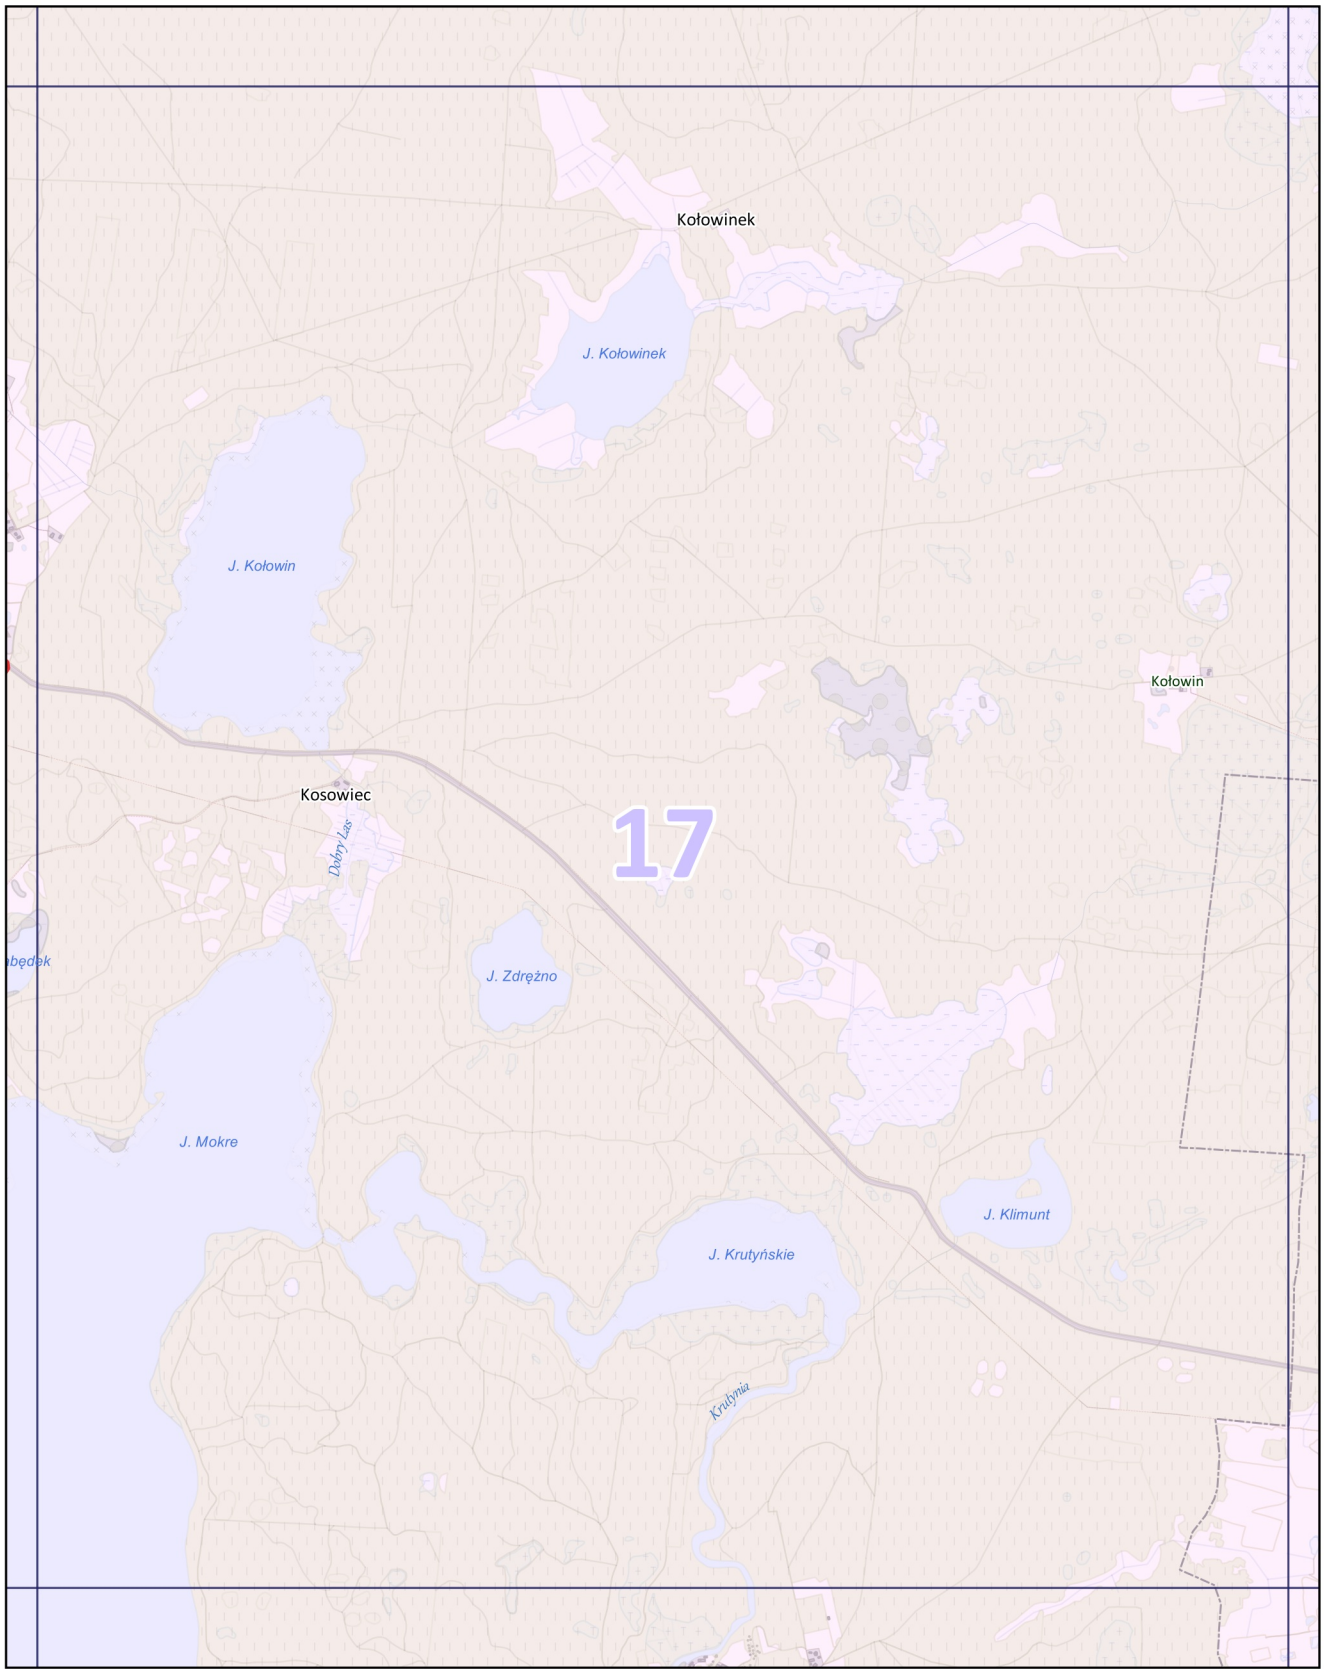 Kołowinek
J. Kołowinek
J. Kołowin
Kołowin
Kosowiec
17
Dobry Las
J. Zdrężno
J. Mokre
J. Klimunt
J. Krutyńskie
Krutynia